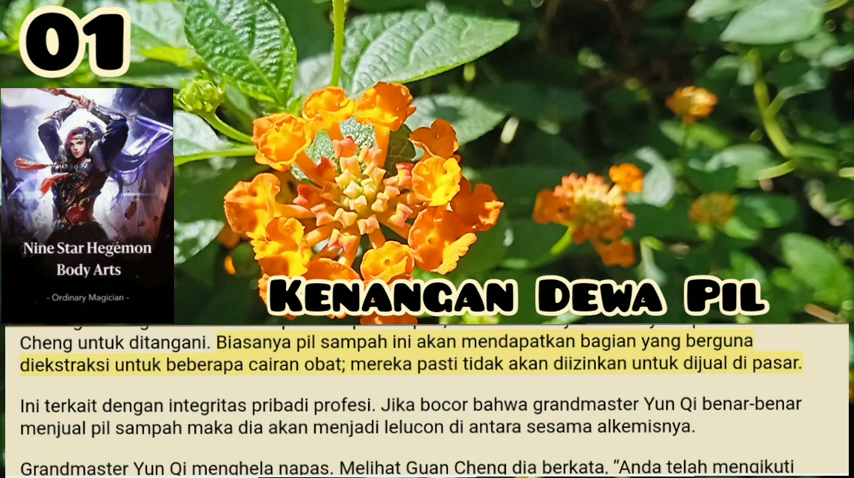 01
Nine Star Hegemon
Body Arts
- Ordinary Magician -
KENANGAN DEWA PIL
Cheng untuk ditangani. Biasanya pil sampah ini akan mendapatkan bagian yang berguna
diekstraksi untuk beberapa cairan obat; mereka pasti tidak akan diizinkan untuk dijual di pasar.
Ini terkait dengan integritas pribadi profesi. Jika bocor bahwa grandmaster Yun Qi benar-benar
menjual pil sampah maka dia akan menjadi lelucon di antara sesama alkemisnya.
Grandmaster Yun Qi menghela napas. Melihat Guan Cheng dia berkata, “Anda telah mengikuti